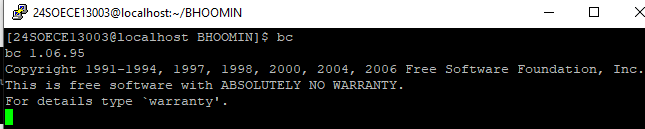 24SOECE13003@localhost:~/BHOOMIN
[24SOECE13003@localhost BHOOMIN]$ bc
bc 1.06.95
Copyright 1991-1994, 1997, 1998, 2000, 2004, 2006 Free Software Foundation, Inc.
This is free software with ABSOLUTELY NO WARRANTY.
For details type `warranty'.